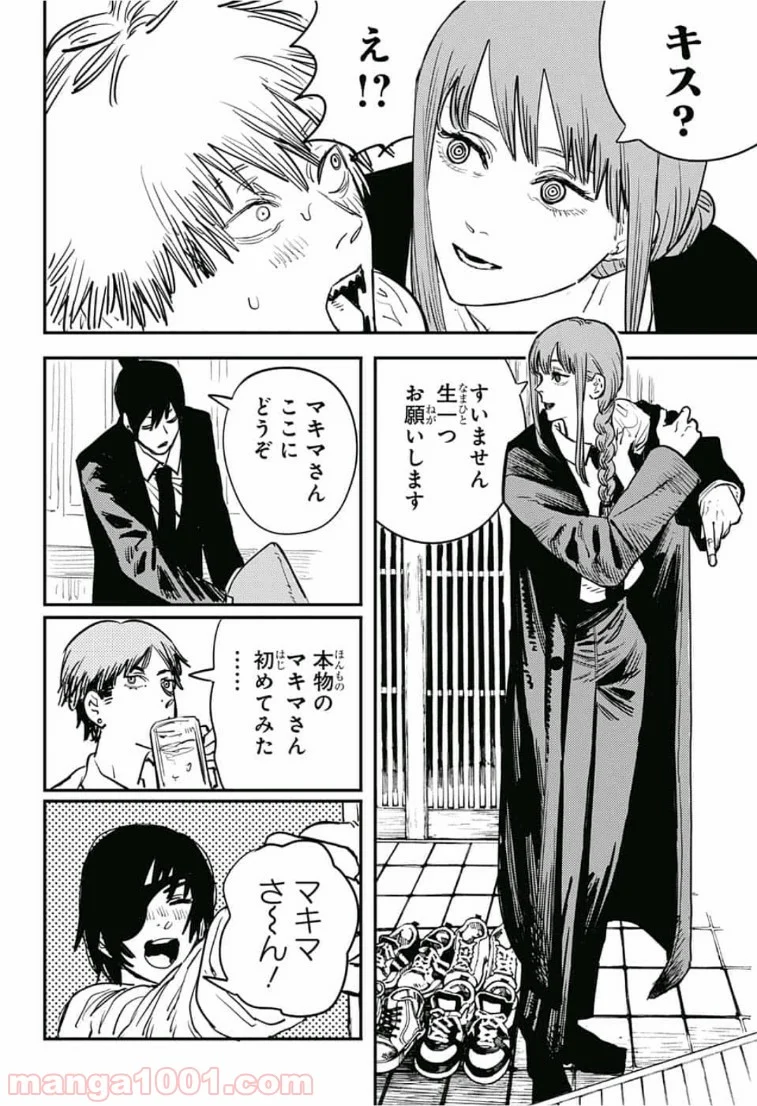 キス?
え!?
すいません
生一つ
お願いします
マキマさん
ここに
どうぞ
本物の
マキマさん
初めてみた
……
マキマ
さ〜ん!
manga1001.com